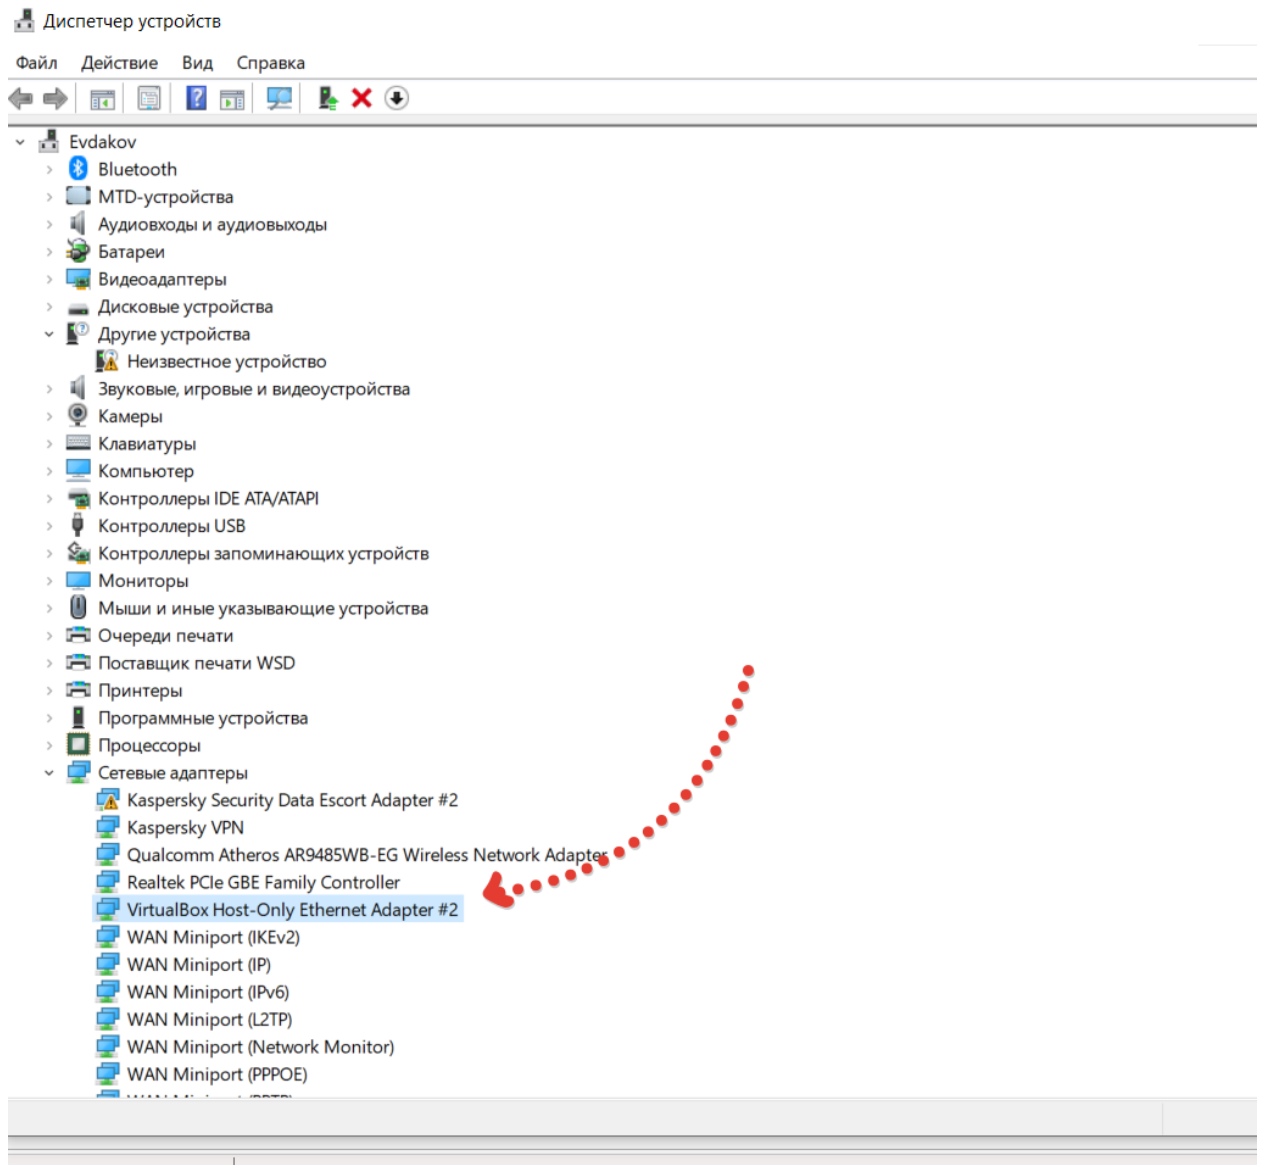 Диспетчер устройств
Файл Действие Вид Справка
Evdakov
Bluetooth
MTD-устройства
Аудиовходы и аудиовыходы
Батареи
Видеоадаптеры
Дисковые устройства
Другие устройства
Неизвестное устройство
Звуковые, игровые и видеоустройства
Камеры
Клавиатуры
Компьютер
Контроллеры IDE ATA/ATAPI
Контроллеры USB
Контроллеры запоминающих устройств
Мониторы
Мыши и иные указывающие устройства
Очереди печати
Поставщик печати WSD
Принтеры
Программные устройства
Процессоры
Сетевые адаптеры
Kaspersky Security Data Escort Adapter #2
Kaspersky VPN
Qualcomm Atheros AR9485WB-EG Wireless Network Adapter
Realtek PCIe GBE Family Controller
VirtualBox Host-Only Ethernet Adapter #2
WAN Miniport (IKEv2)
WAN Miniport (IP)
WAN Miniport (IPv6)
WAN Miniport (L2TP)
WAN Miniport (Network Monitor)
WAN Miniport (PPPOE)